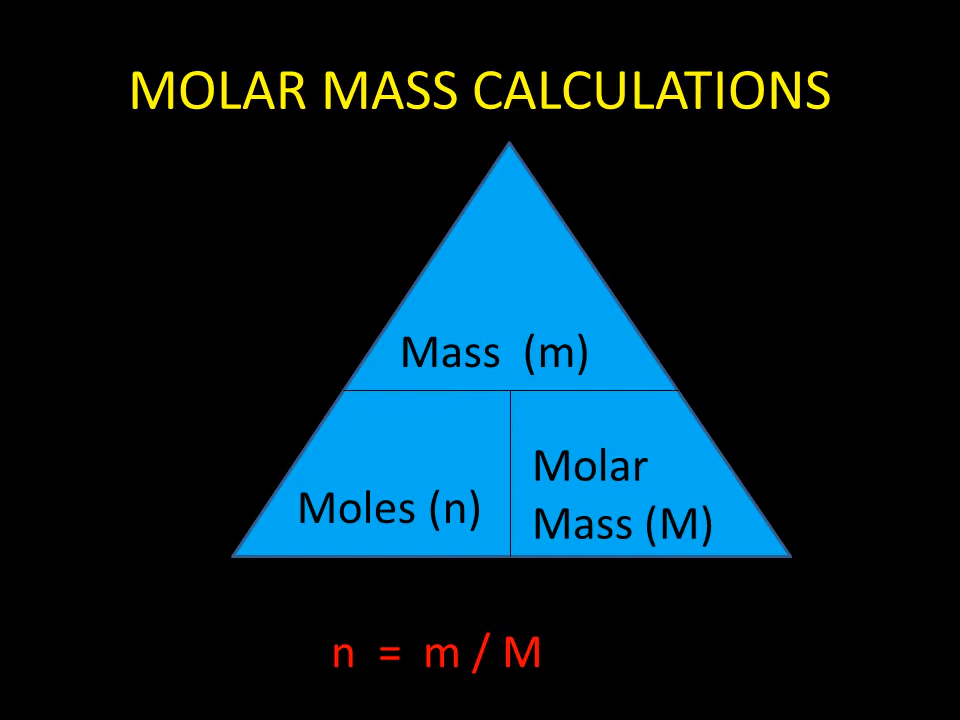 MOLAR MASS CALCULATIONS
Mass (m)
Moles (n)
Molar
Mass (M)
n = m / M